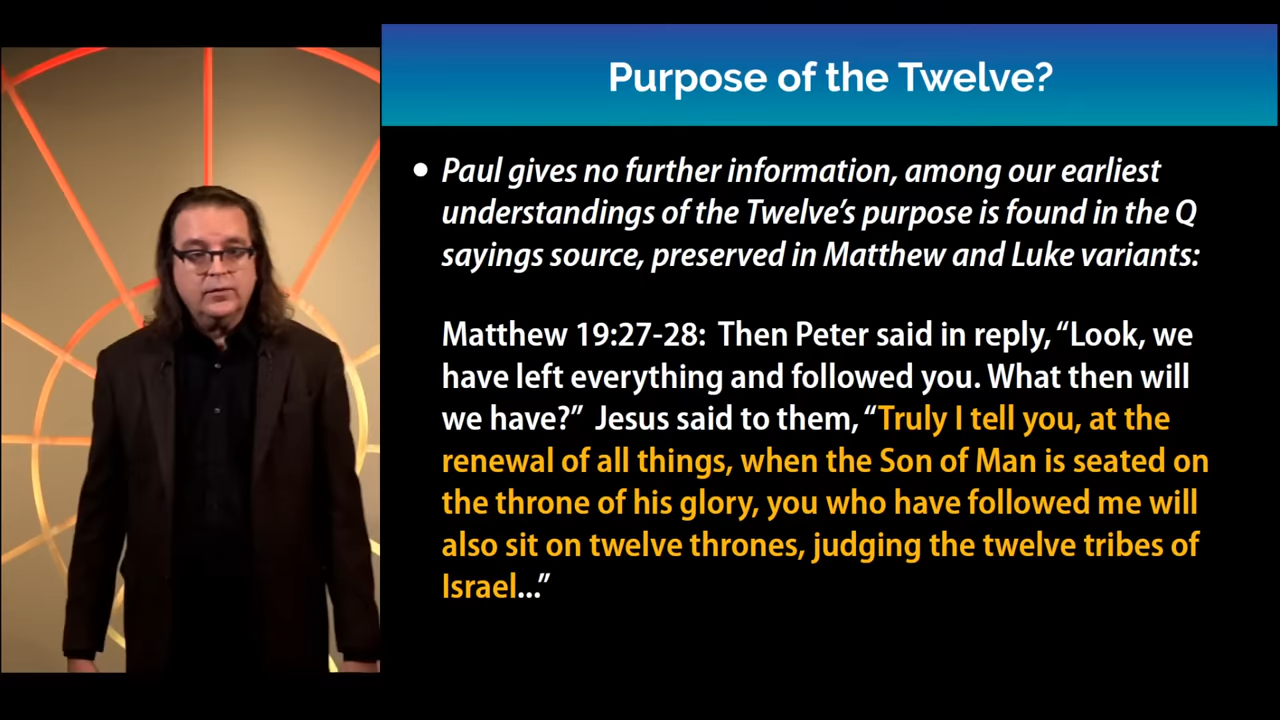 Purpose of the Twelve?
• Paul gives no further information, among our earliest
understandings of the Twelve’s purpose is found in the Q
sayings source, preserved in Matthew and Luke variants:
Matthew 19:27-28:  Then Peter said in reply, “Look, we
have left everything and followed you. What then will
we have?”  Jesus said to them, “Truly I tell you, at the
renewal of all things, when the Son of Man is seated on
the throne of his glory, you who have followed me will
also sit on twelve thrones, judging the twelve tribes of
Israel...”